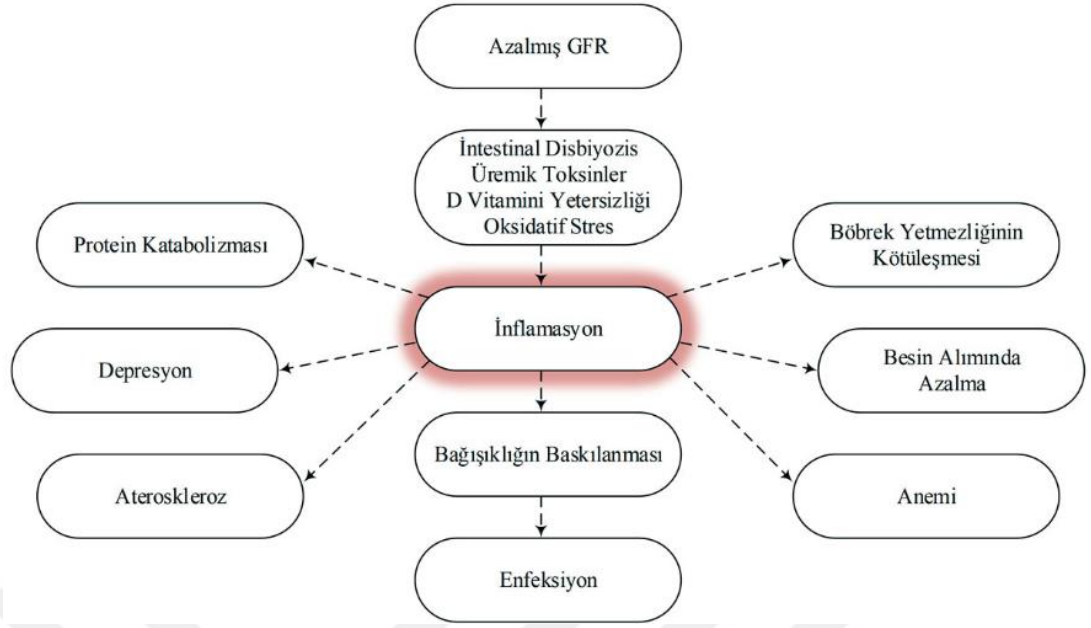 Azalmış GFR
İntestinal Disbiyozis
Üremik Toksinler
D Vitamini Yetersizliği
Oksidatif Stres
Protein Katabolizması
Böbrek Yetmezliğinin
Kötüleşmesi
İnflamasyon
Depresyon
Besin Alımında
Azalma
Bağışıklığın Baskılanması
Ateroskleroz
Anemi
Enfeksiyon